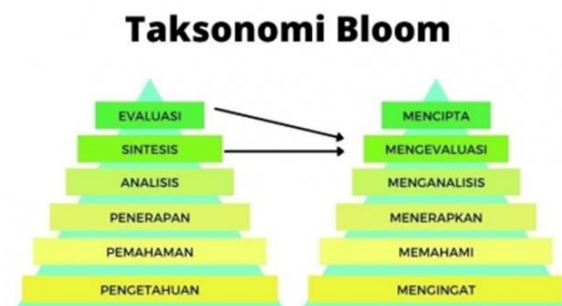 Taksonomi Bloom
EVALUASI
SINTESIS
ANALISIS
PENERAPAN
PEMAHAMAN
PENGETAHUAN
MENCIPTA
MENGEVALUASI
MENGANALISIS
MENERAPKAN
MEMAHAMI
MENGINGAT